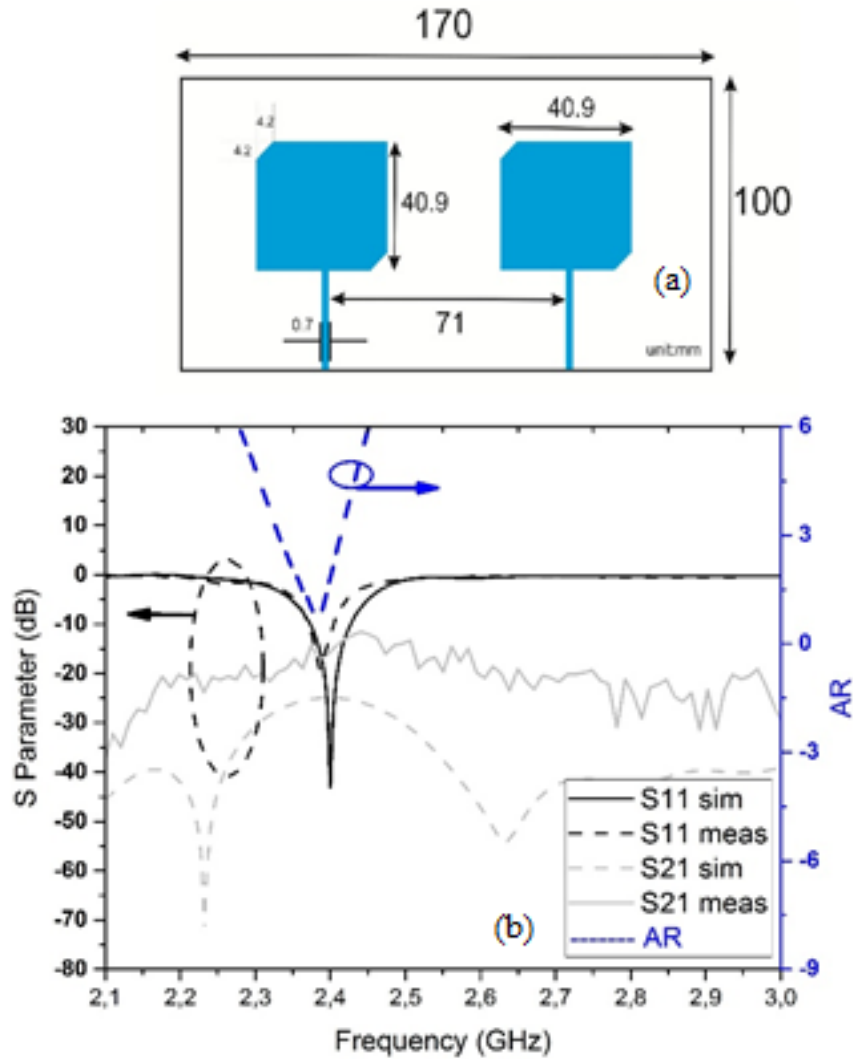 170
4.2
4.2
40.9
40.9
100
(a)
71
0.7
unit:mm
30
20
10
0
-10
-20
-30
-40
-50
-60
-70
-80
S Parameter (dB)
6
3
0
-3
-6
-9
AR
S11 sim
S11 meas
S21 sim
S21 meas
AR
(b)
2,1 2,2 2,3 2,4 2,5 2,6 2,7 2,8 2,9 3,0
Frequency (GHz)